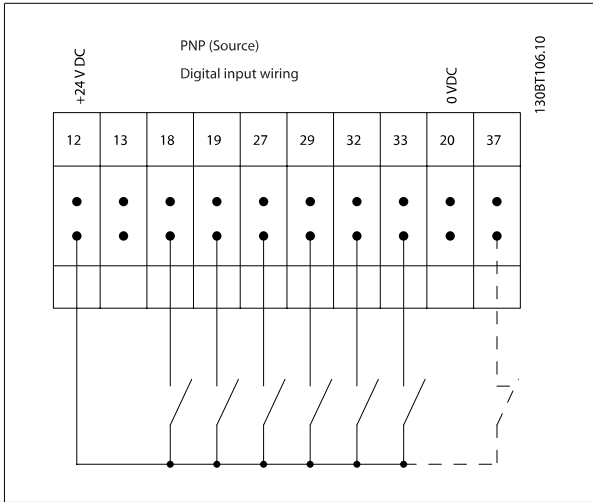 PNP (Source)
Digital input wiring
+24 V DC
0 VDC
130BT106.10
12 13 18 19 27 29 32 33 20 37